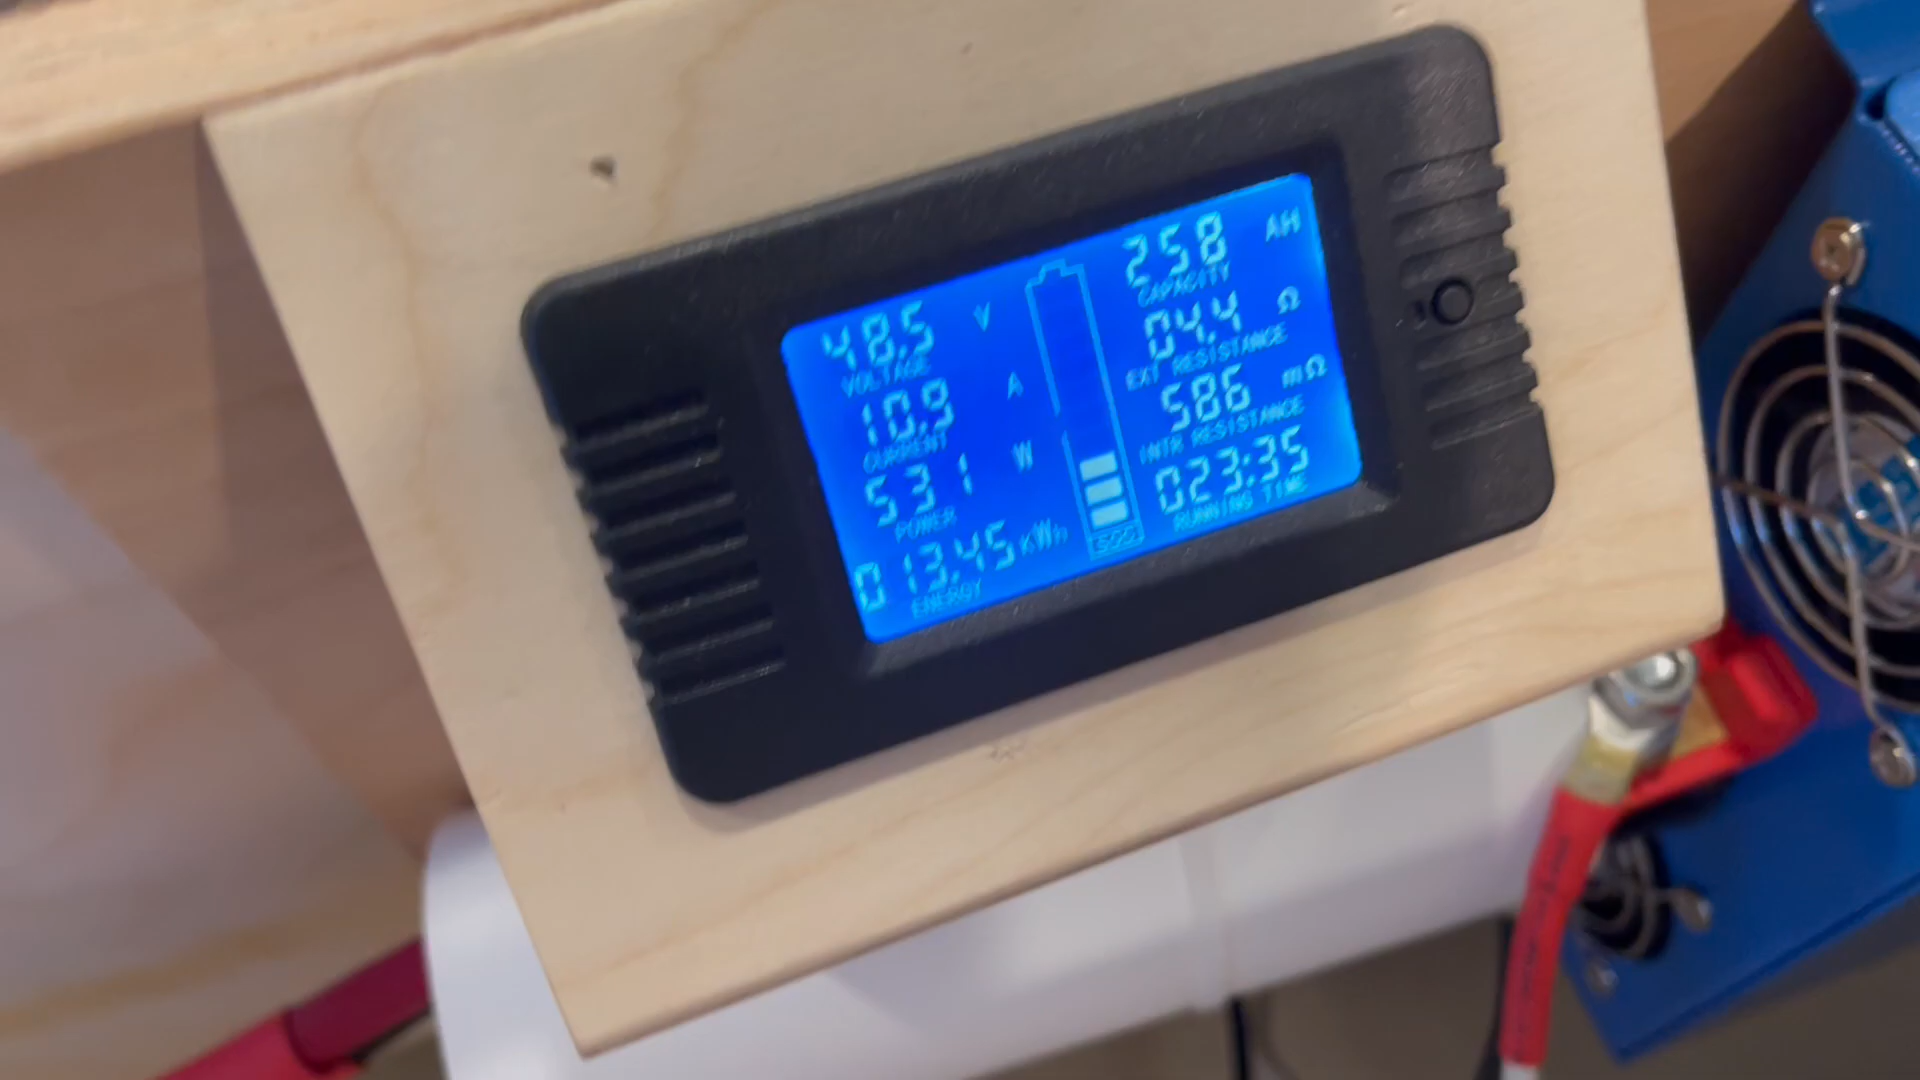 48.5 V
VOLTAGE
10.9 A
CURRENT
531 W
POWER
013.45 KWh
ENERGY
258 AH
CAPACITY
04.4 Ω
EXT RESISTANCE
586 mΩ
INTR RESISTANCE
023:35
RUNNING TIME